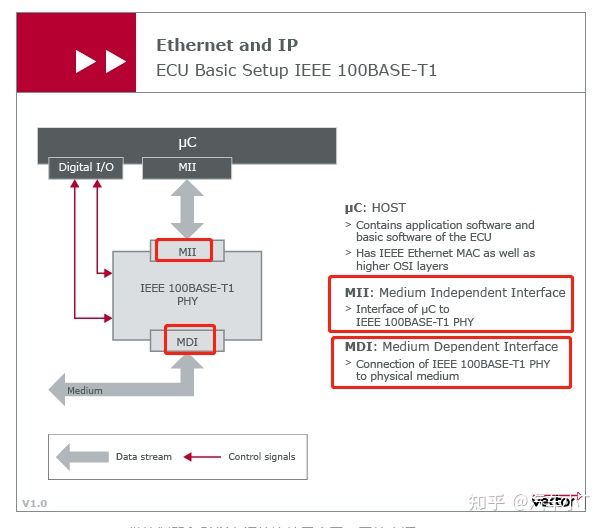 Ethernet and IP
ECU Basic Setup IEEE 100BASE-T1
µC
Digital I/O
MII
MII
IEEE 100BASE-T1
PHY
MDI
Medium
µC: HOST
> Contains application software and
basic software of the ECU
> Has IEEE Ethernet MAC as well as
higher OSI layers
MII: Medium Independent Interface
> Interface of µC to
IEEE 100BASE-T1 PHY
MDI: Medium Dependent Interface
> Connection of IEEE 100BASE-T1 PHY
to physical medium
Data stream
Control signals
V1.0
vector
知乎